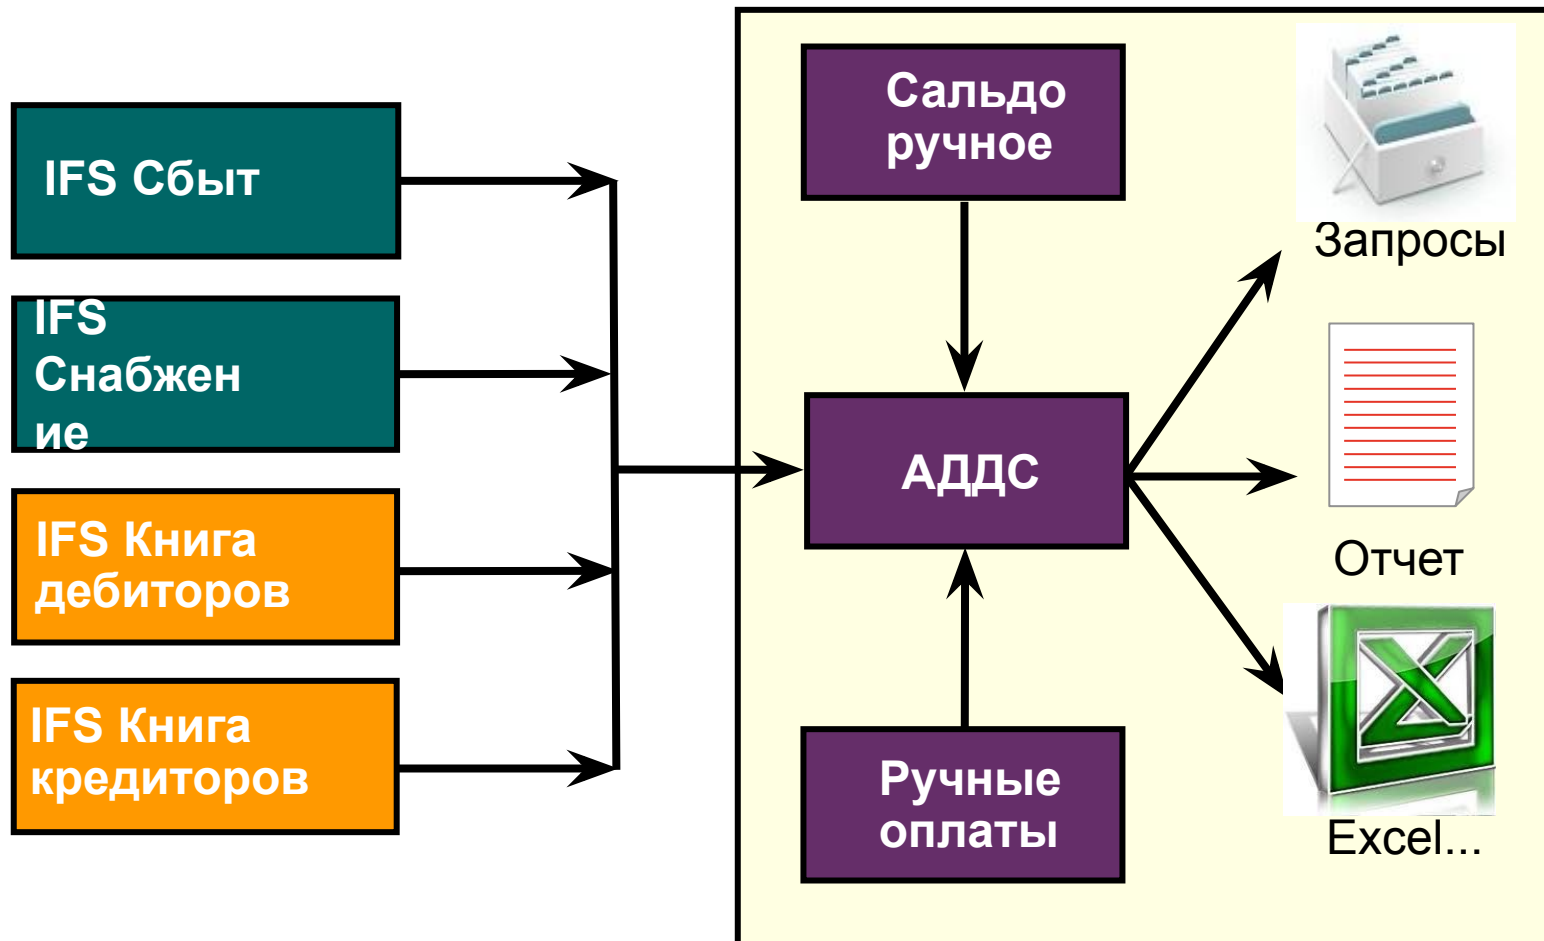 IFS Сбыт
IFS
Снабжен
ие
IFS Книга
дебиторов
IFS Книга
кредиторов
Сальдо
ручное
АДДС
Ручные
оплаты
Запросы
Отчет
Excel...